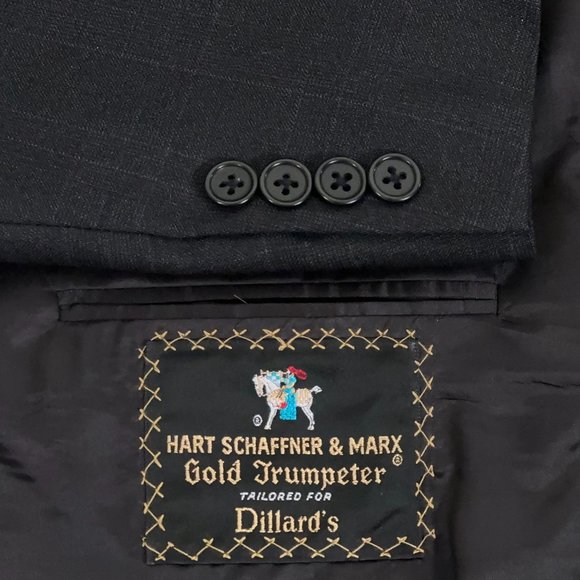 ®
HART SCHAFFNER & MARX
Gold Trumpeter®
TAILORED FOR
Dillard's